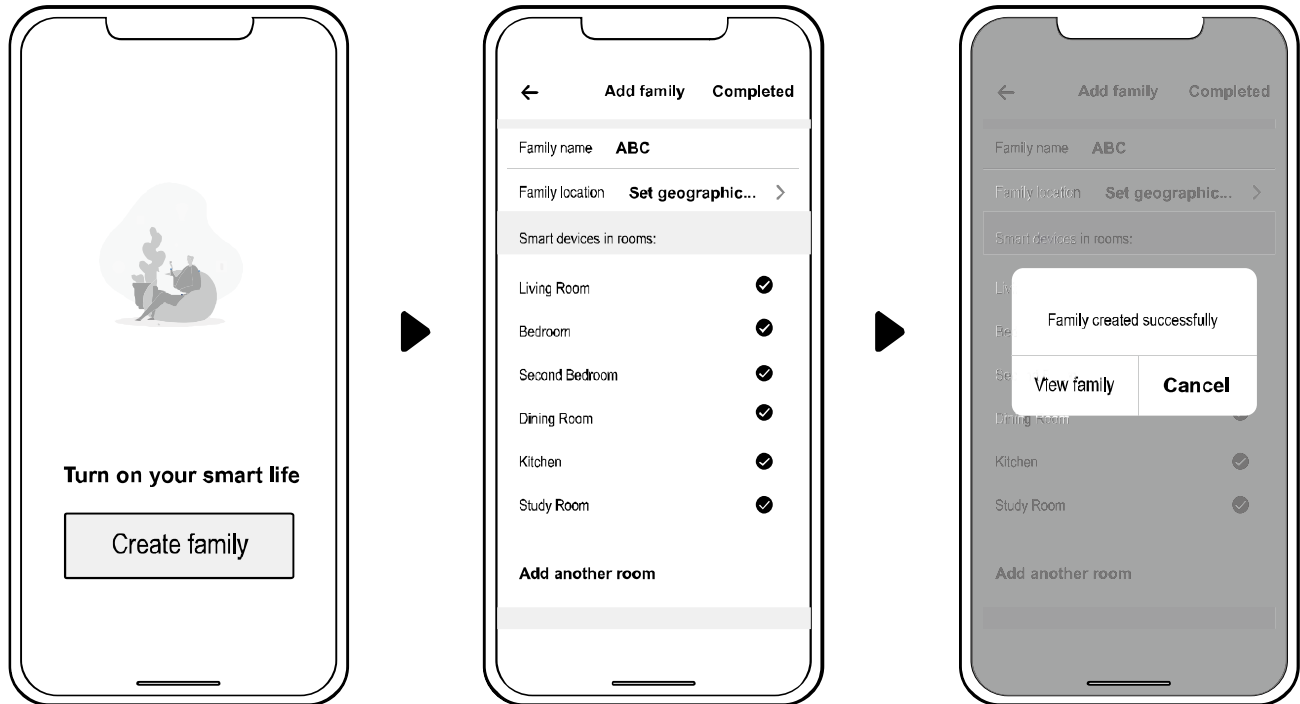 Turn on your smart life
Create family
Add family Completed
Family name ABC
Family location Set geographic...
Smart devices in rooms:
Living Room
Bedroom
Second Bedroom
Dining Room
Kitchen
Study Room
Add another room
Add family Completed
Family name ABC
Family location Set geographic...
Smart devices in rooms:
Family created successfully
View family Cancel
Dining Room
Kitchen
Study Room
Add another room